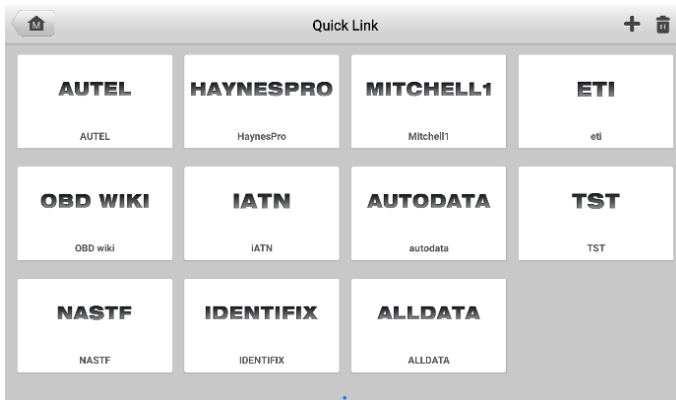 M
Quick Link
AUTEL
AUTEL
HAYNESPRO
HaynesPro
MITCHELL1
Mitchell1
ETI
eti
OBD WIKI
OBD wiki
IATN
iATN
AUTODATA
autodata
TST
TST
NASTF
NASTF
IDENTIFIX
IDENTIFIX
ALLDATA
ALLDATA